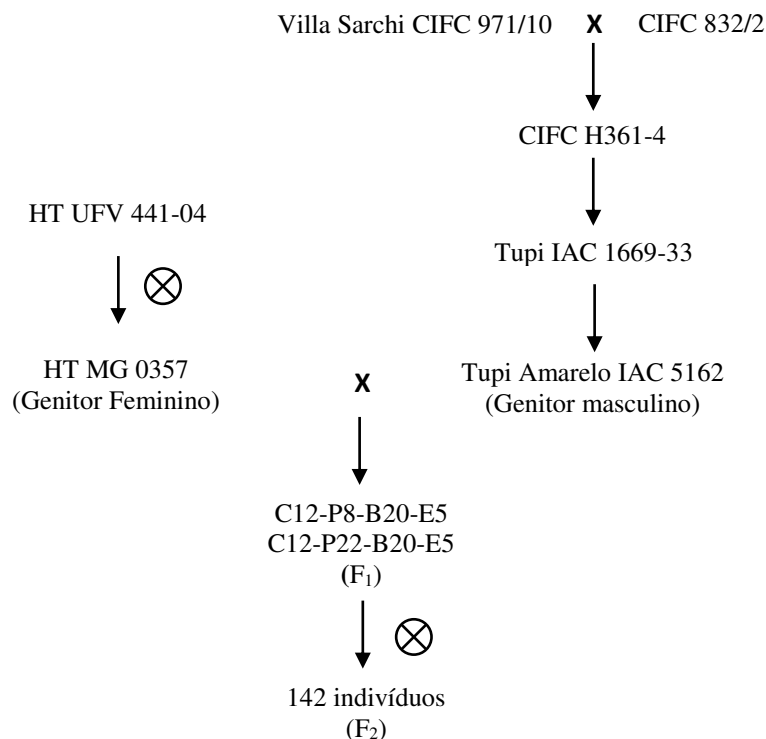 Villa Sarchi CIFC 971/10 X CIFC 832/2
CIFC H361-4
HT UFV 441-04
Tupi IAC 1669-33
HT MG 0357
(Genitor Feminino)
X
Tupi Amarelo IAC 5162
(Genitor masculino)
C12-P8-B20-E5
C12-P22-B20-E5
(F₁)
142 indivíduos
(F₂)